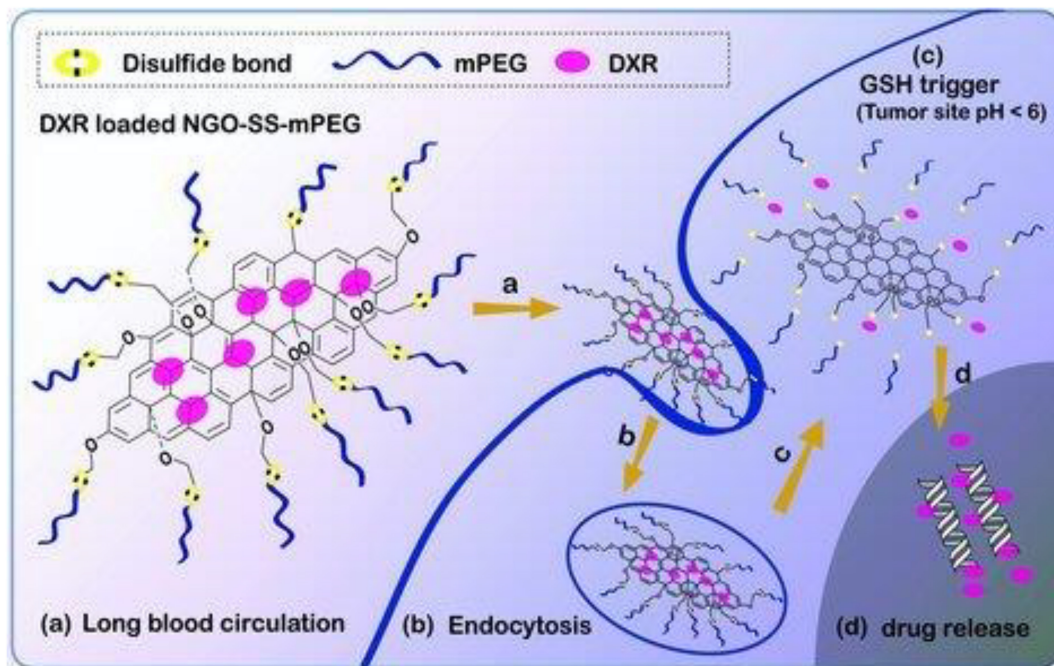 Disulfide bond mPEG DXR
DXR loaded NGO-SS-mPEG
(c)
GSH trigger
(Tumor site pH < 6)
a
b
c
d
(a) Long blood circulation
(b) Endocytosis
(d) drug release